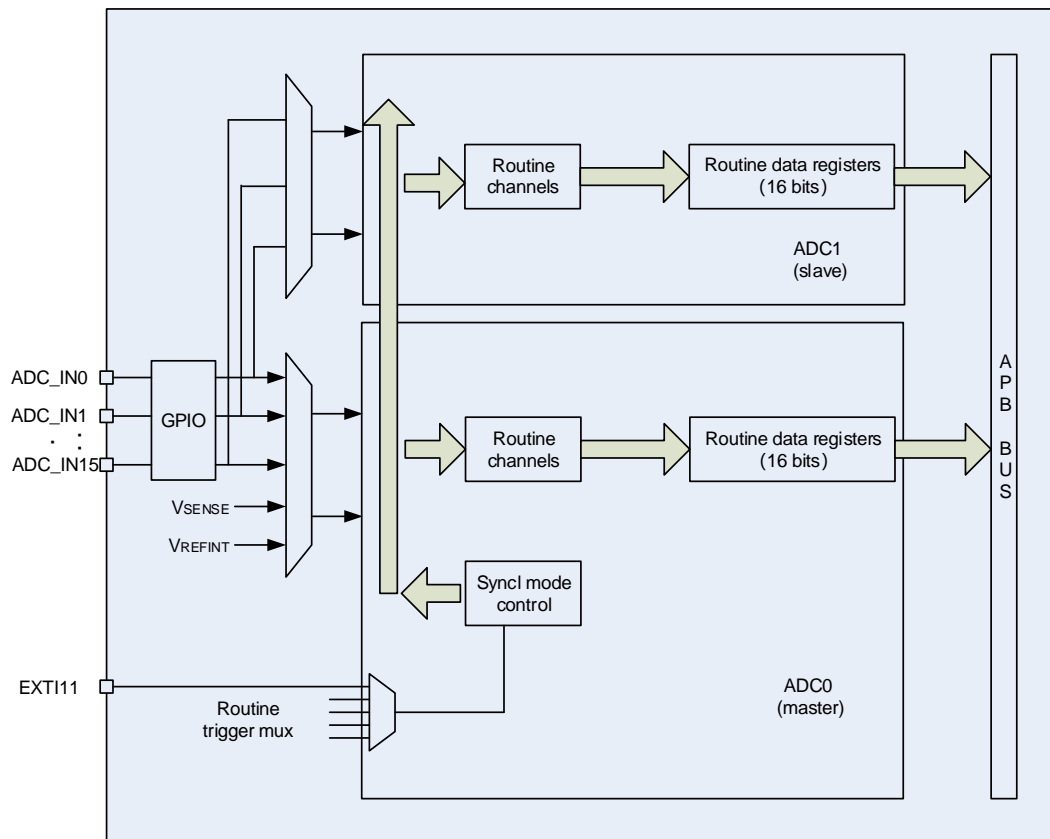 Routine
channels
Routine data registers
(16 bits)
ADC1
(slave)
ADC_IN0
ADC_IN1
. :
ADC_IN15
GPIO
VSENSE
VREFINT
Routine
channels
Routine data registers
(16 bits)
A
P
B
B
U
S
Syncl mode
control
EXTI11
Routine
trigger mux
ADC0
(master)